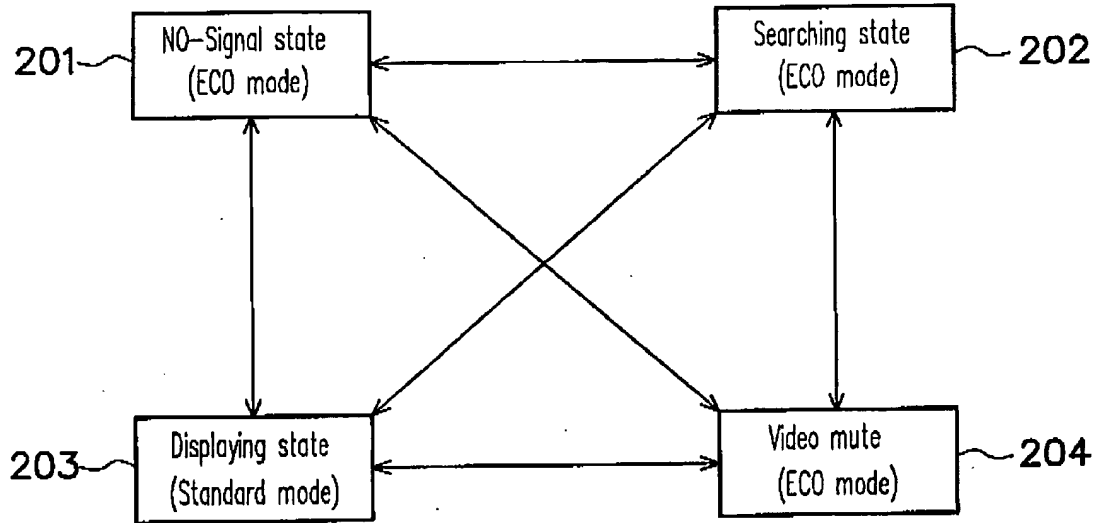 201
NO-Signal state
(ECO mode)
Searching state
(ECO mode)
202
203
Displaying state
(Standard mode)
Video mute
(ECO mode)
204